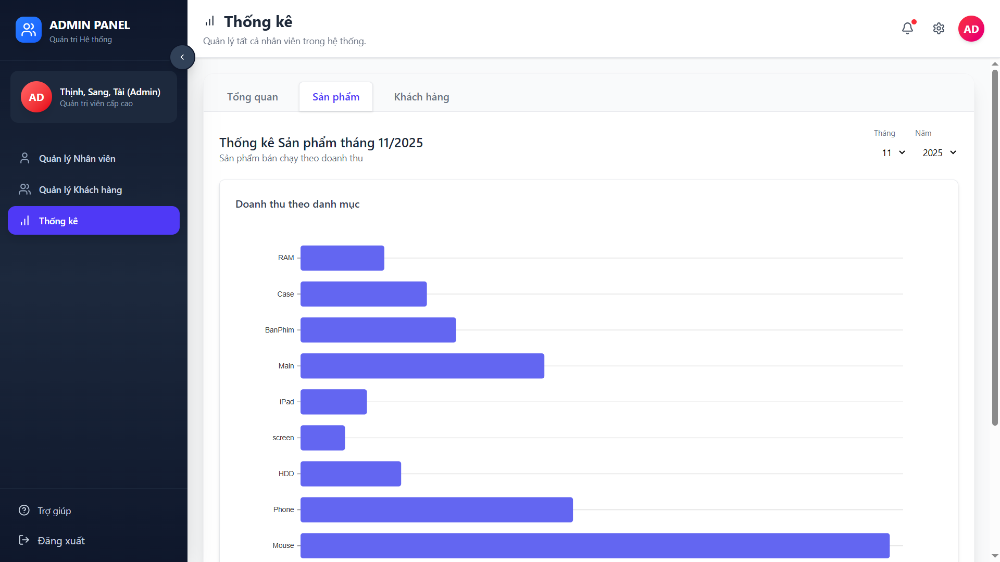 ADMIN PANEL
Quản trị Hệ thống
AD
Thịnh, Sang, Tài (Admin)
Quản trị viên cấp cao
Quản lý Nhân viên
Quản lý Khách hàng
Thống kê
Trợ giúp
Đăng xuất
Thống kê
Quản lý tất cả nhân viên trong hệ thống.
AD
Tổng quan
Sản phẩm
Khách hàng
Thống kê Sản phẩm tháng 11/2025
Sản phẩm bán chạy theo doanh thu
Tháng
Năm
11
2025
Doanh thu theo danh mục
RAM
Case
BanPhim
Main
iPad
screen
HDD
Phone
Mouse